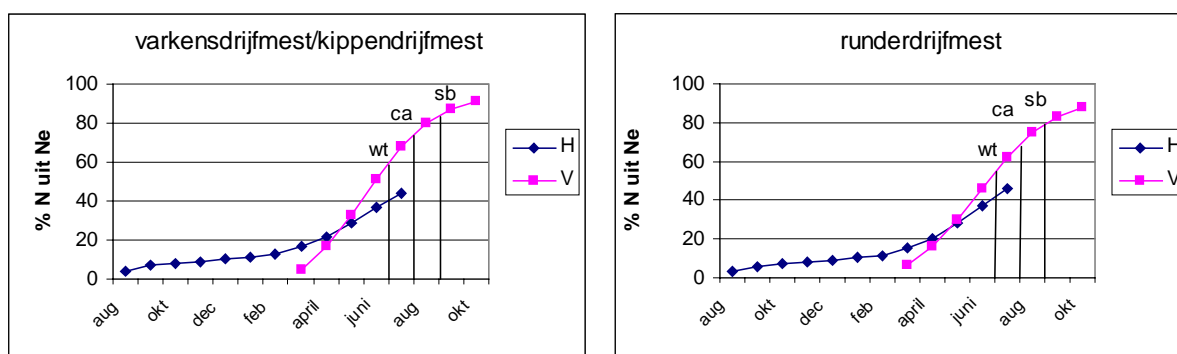 varkensdrijfmest/kippendrijfmest
% N uit Ne
100
80
60
40
20
0
wt
ca
sb
H
V
aug
okt
dec
feb
april
juni
aug
okt
runderdrijfmest
% N uit Ne
100
80
60
40
20
0
wt
ca
sb
H
V
aug
okt
dec
feb
april
juni
aug
okt